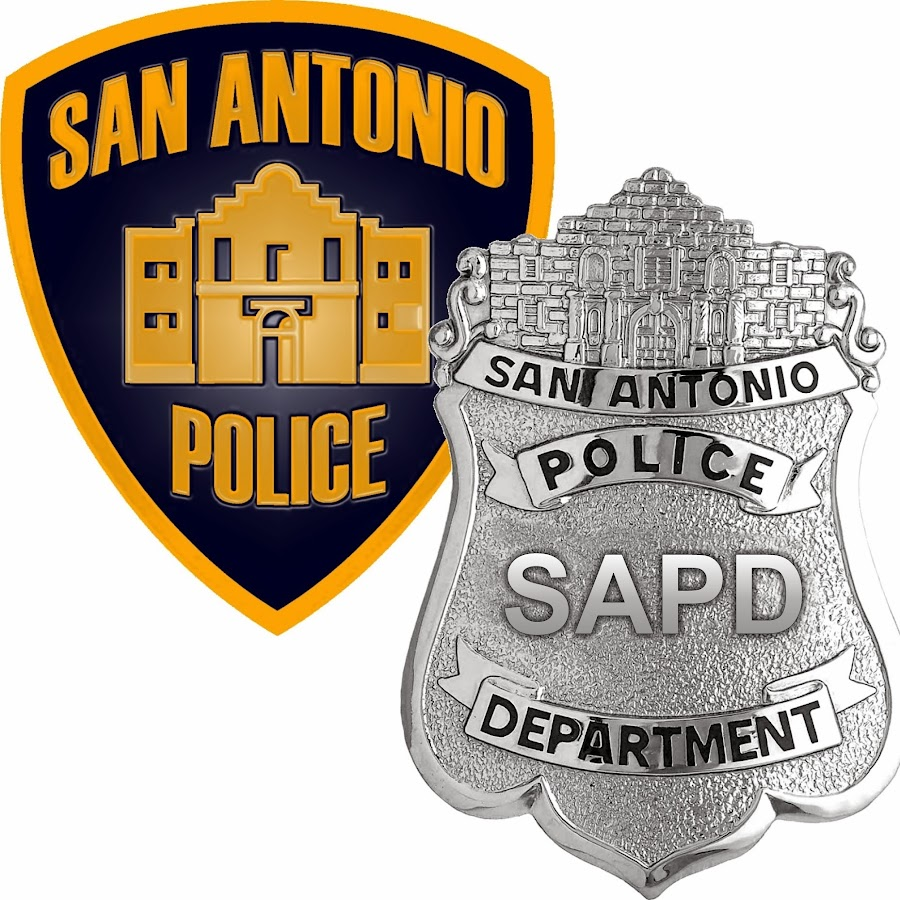 SAN ANTONIO
POLICE
SAN ANTONIO
POLICE
SAPD
DEPARTMENT